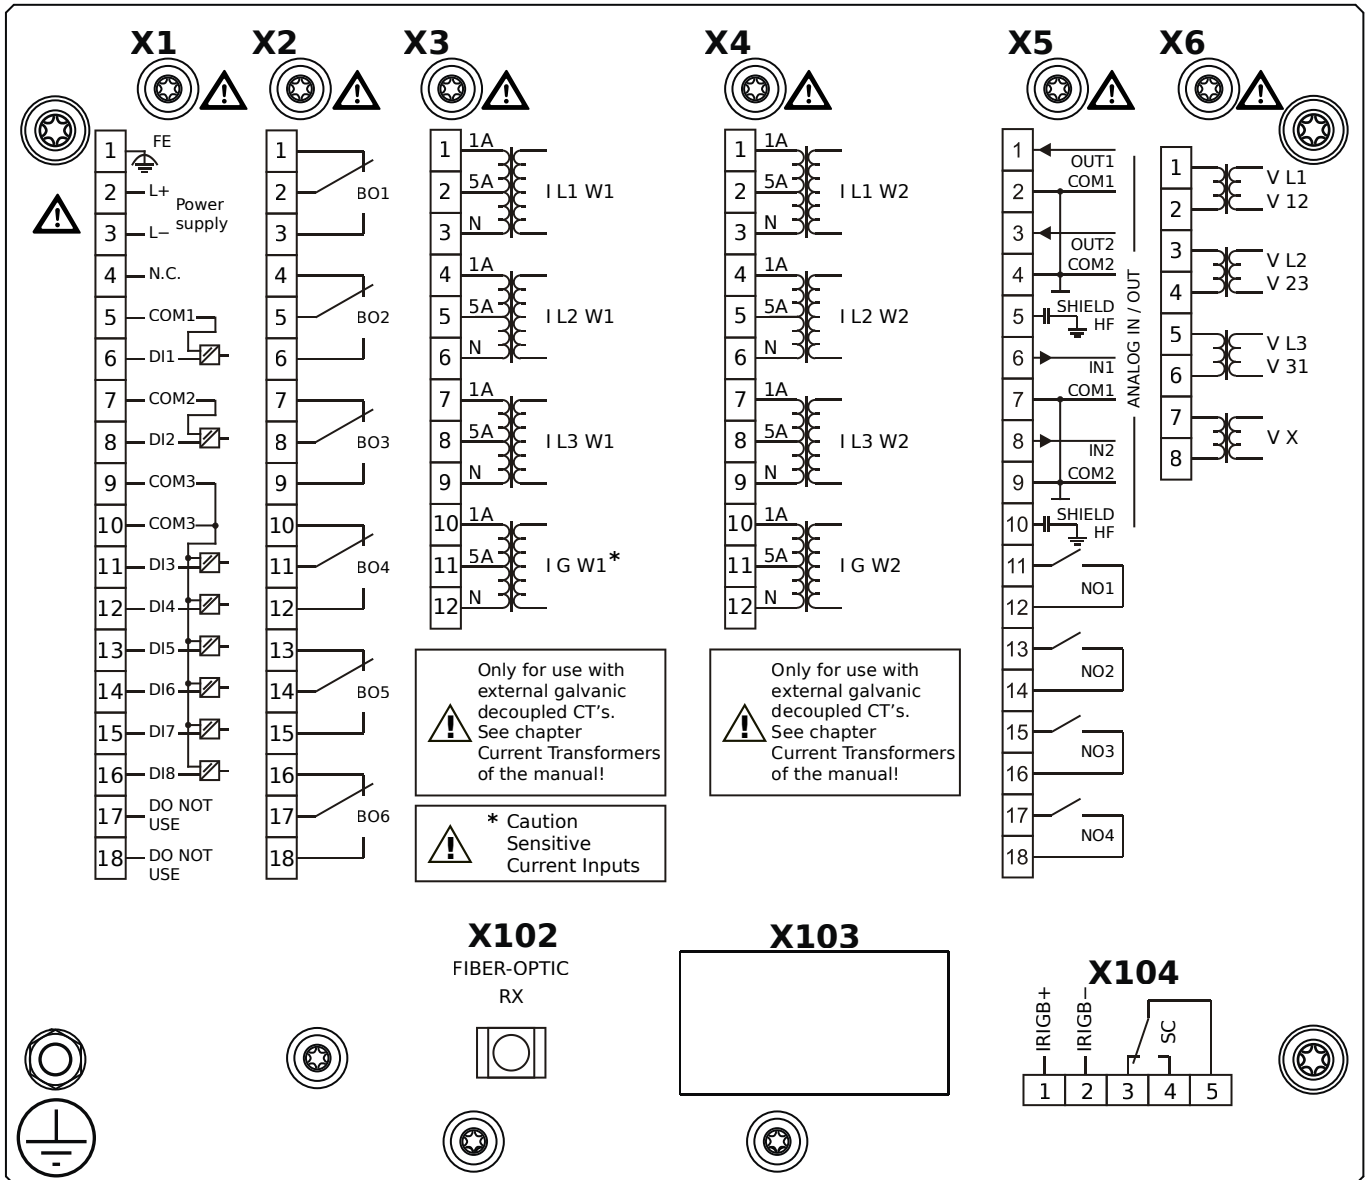 X1
X2
X3
X4
X5
X6
1 FE
2 L+
Power
supply
3 L−
4 N.C.
5 COM1
6 DI1
7 COM2
8 DI2
9 COM3
10 COM3
11 DI3
12 DI4
13 DI5
14 DI6
15 DI7
16 DI8
17 DO NOT
USE
18 DO NOT
USE
1
2 BO1
3
4
5 BO2
6
7
8 BO3
9
10
11 BO4
12
13
14 BO5
15
16
17 BO6
18
1 1A
2 5A I L1 W1
3 N
4 1A
5 5A I L2 W1
6 N
7 1A
8 5A I L3 W1
9 N
10 1A
11 5A I G W1*
12 N
Only for use with
external galvanic
decoupled CT's.
See chapter
Current Transformers
of the manual!
* Caution
Sensitive
Current Inputs
1 1A
2 5A I L1 W2
3 N
4 1A
5 5A I L2 W2
6 N
7 1A
8 5A I L3 W2
9 N
10 1A
11 5A I G W2
12 N
Only for use with
external galvanic
decoupled CT's.
See chapter
Current Transformers
of the manual!
1 OUT1
2 COM1
3 OUT2
4 COM2
5 SHIELD
HF
6 IN1
7 COM1
8 IN2
9 COM2
10 SHIELD
HF
ANALOG IN / OUT
11
NO1
12
13
NO2
14
15
NO3
16
17
NO4
18
1 V L1
2 V 12
3 V L2
4 V 23
5 V L3
6 V 31
7
V X
8
X102
FIBER-OPTIC
RX
X103
X104
IRIGB+
IRIGB−
SC
1 2 3 4 5